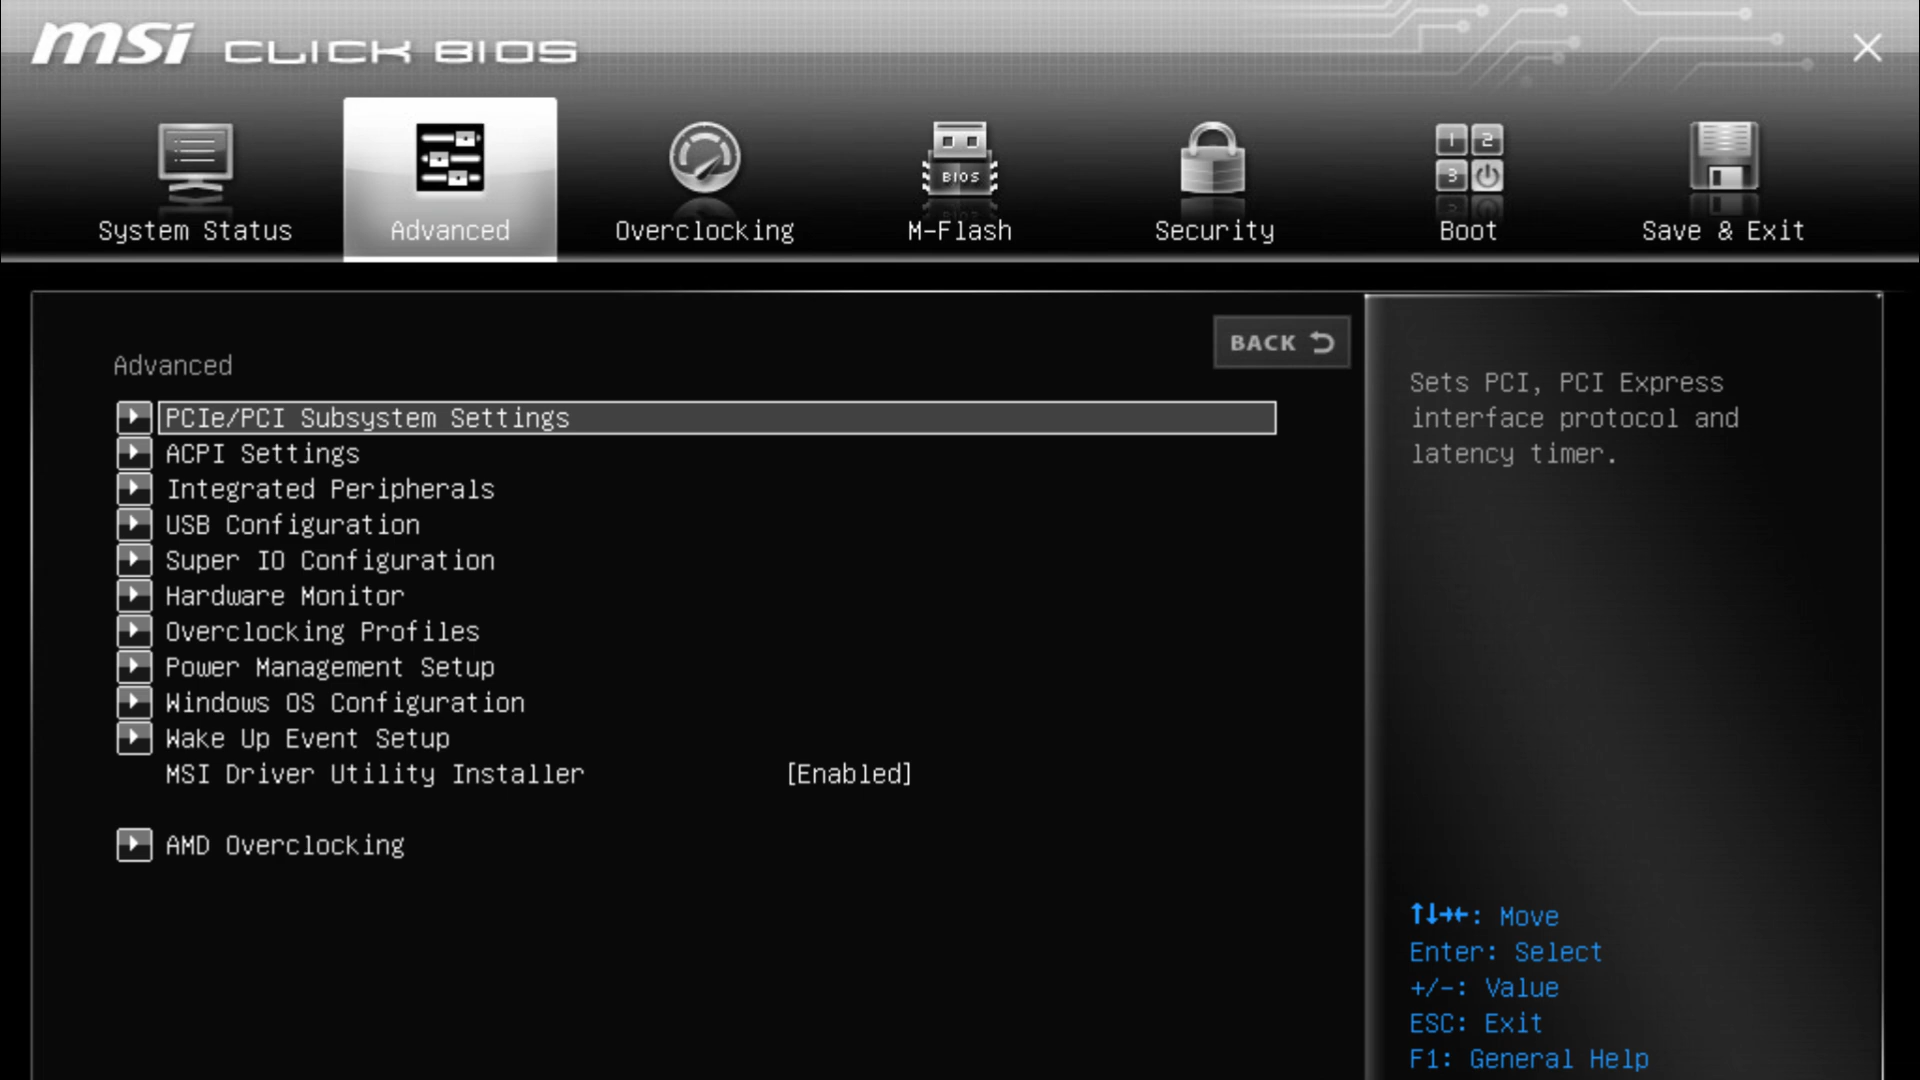 msi CLICK BIOS
System Status
Advanced
Overclocking
BIOS
M-Flash
Security
1 2
3
Boot
Save & Exit
BACK
Advanced
PCIe/PCI Subsystem Settings
ACPI Settings
Integrated Peripherals
USB Configuration
Super IO Configuration
Hardware Monitor
Overclocking Profiles
Power Management Setup
Windows OS Configuration
Wake Up Event Setup
MSI Driver Utility Installer [Enabled]
AMD Overclocking
Sets PCI, PCI Express
interface protocol and
latency timer.
↑↓→←: Move
Enter: Select
+/-: Value
ESC: Exit
F1: General Help